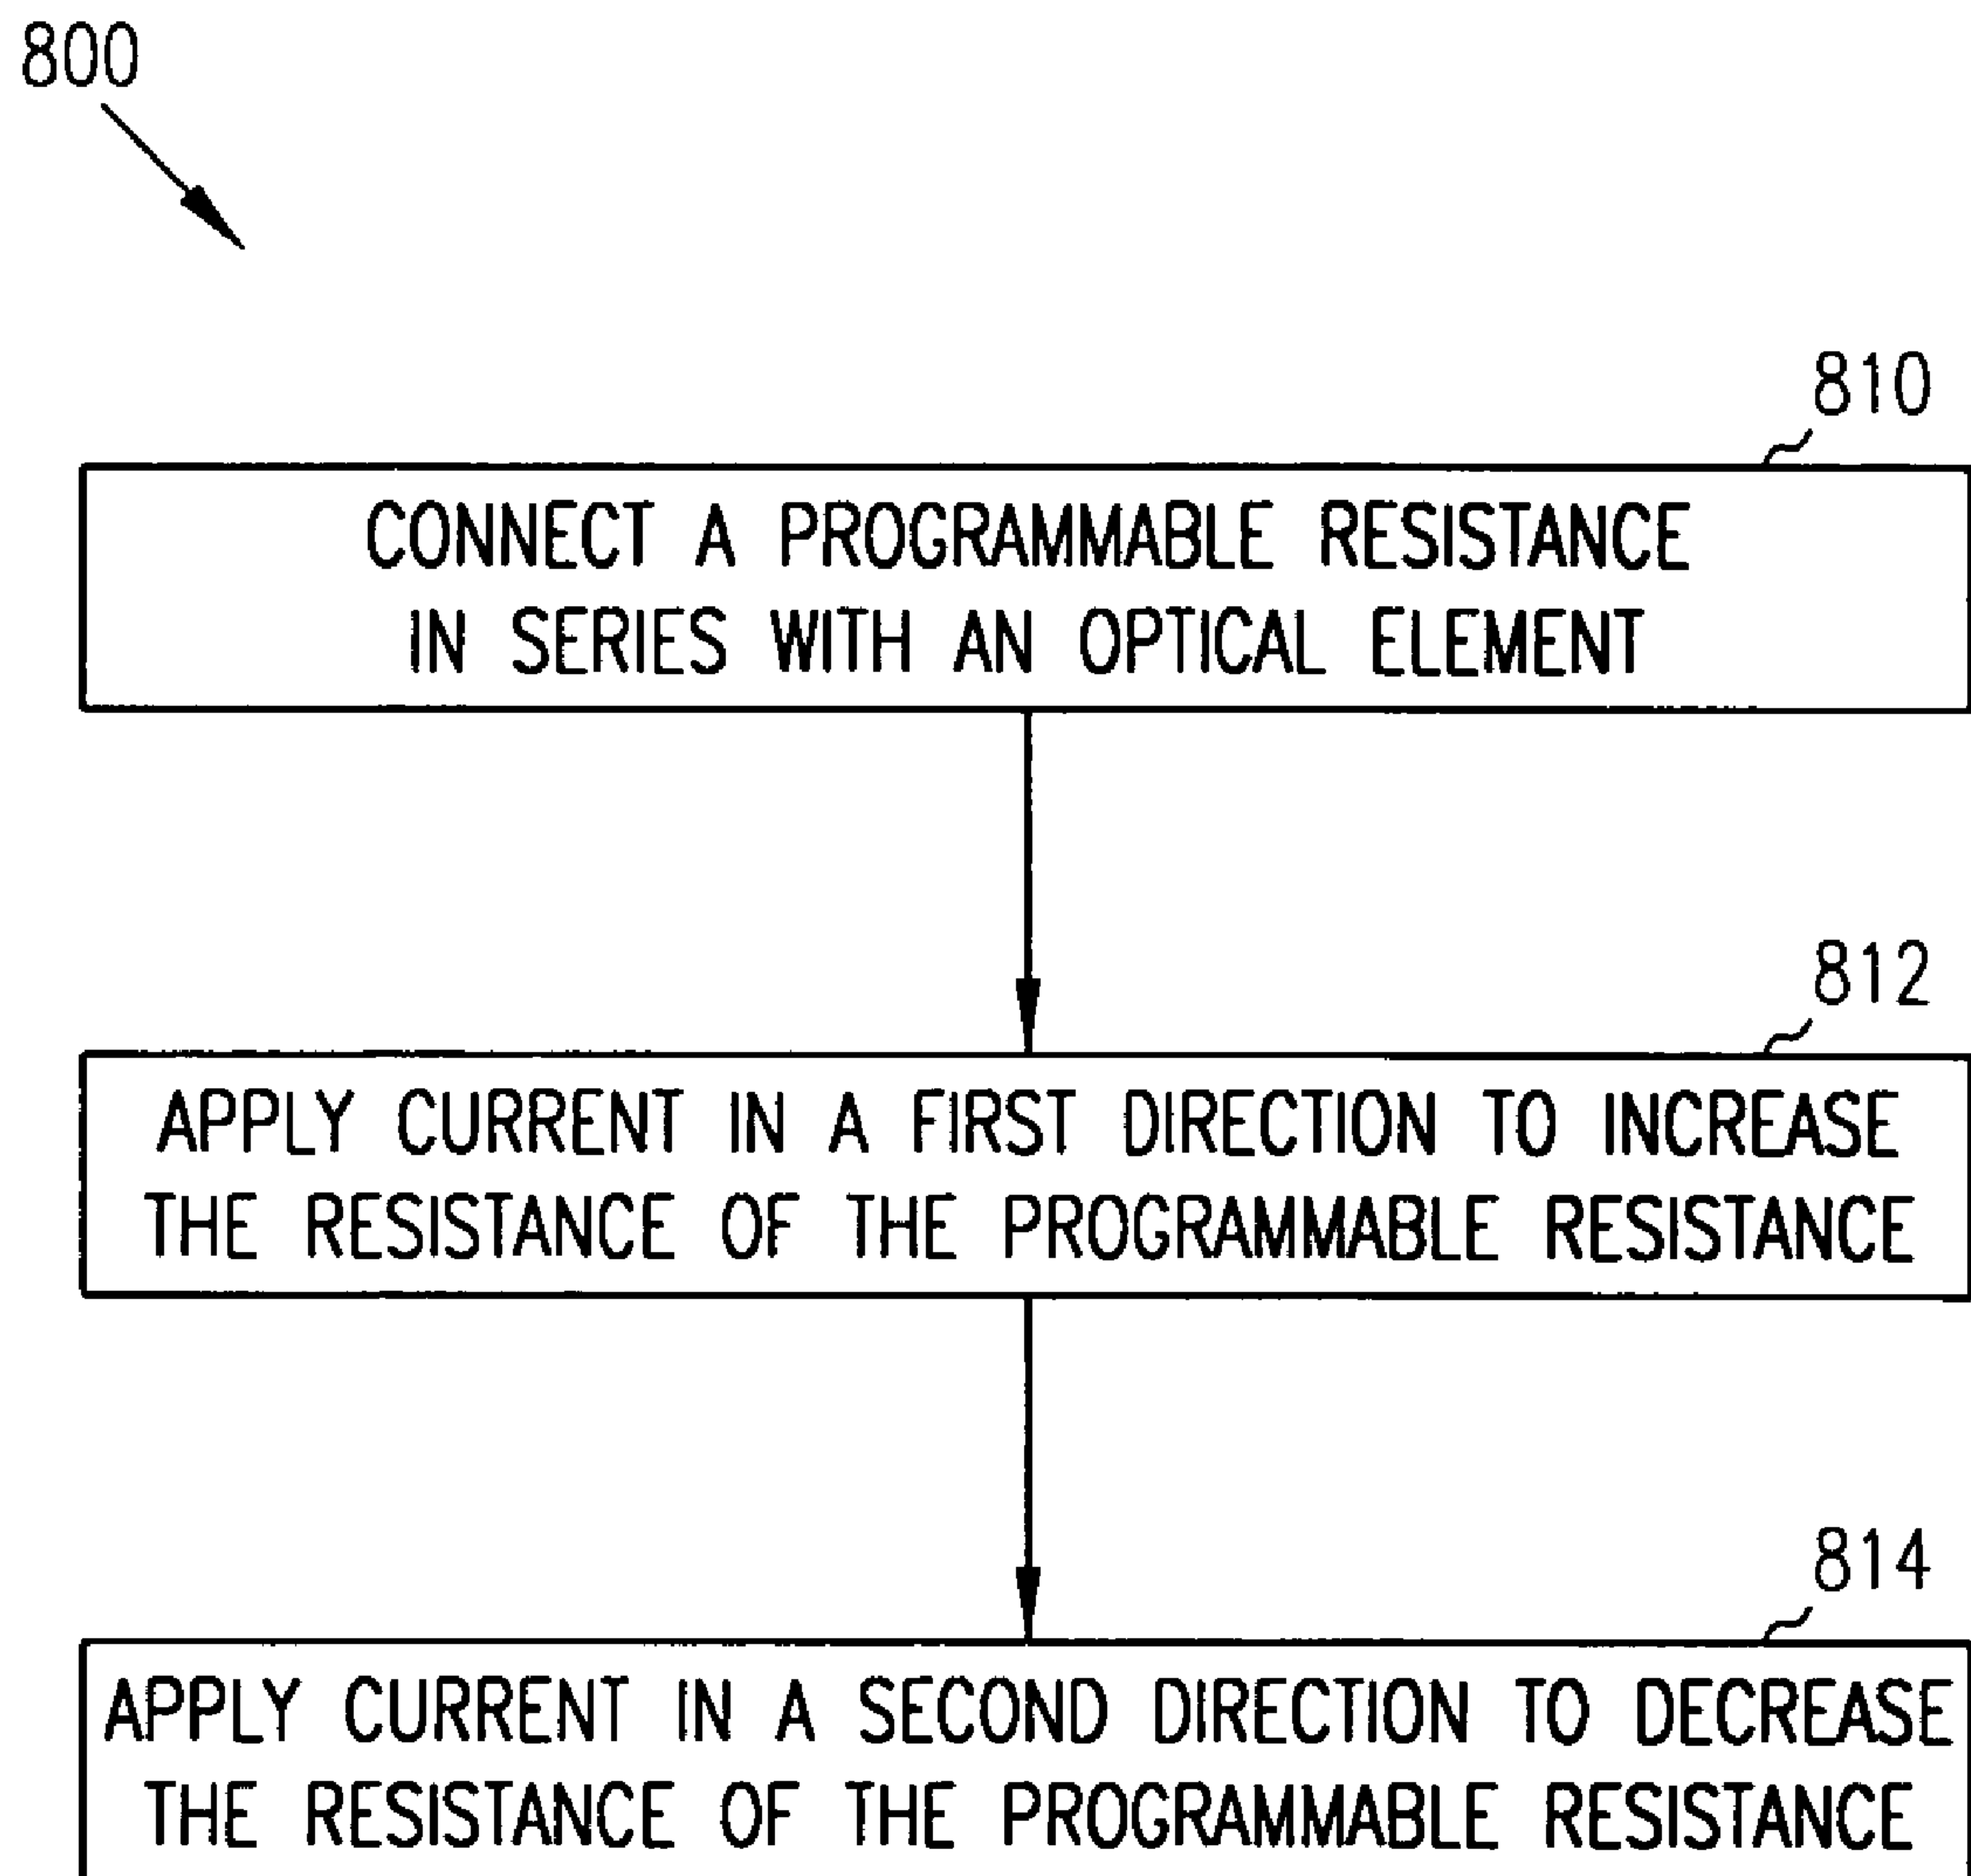 800
810
CONNECT A PROGRAMMABLE RESISTANCE
IN SERIES WITH AN OPTICAL ELEMENT
812
APPLY CURRENT IN A FIRST DIRECTION TO INCREASE
THE RESISTANCE OF THE PROGRAMMABLE RESISTANCE
814
APPLY CURRENT IN A SECOND DIRECTION TO DECREASE
THE RESISTANCE OF THE PROGRAMMABLE RESISTANCE